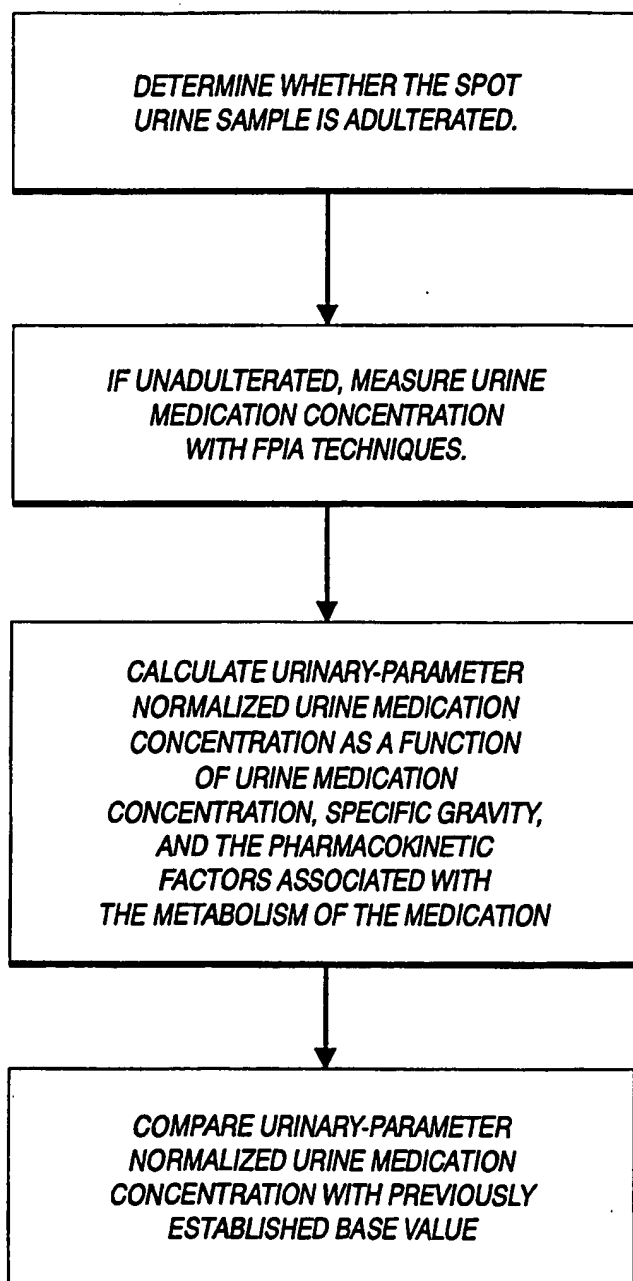 DETERMINE WHETHER THE SPOT
URINE SAMPLE IS ADULTERATED.
IF UNADULTERATED, MEASURE URINE
MEDICATION CONCENTRATION
WITH FPIA TECHNIQUES.
CALCULATE URINARY-PARAMETER
NORMALIZED URINE MEDICATION
CONCENTRATION AS A FUNCTION
OF URINE MEDICATION
CONCENTRATION, SPECIFIC GRAVITY,
AND THE PHARMACOKINETIC
FACTORS ASSOCIATED WITH
THE METABOLISM OF THE MEDICATION
COMPARE URINARY-PARAMETER
NORMALIZED URINE MEDICATION
CONCENTRATION WITH PREVIOUSLY
ESTABLISHED BASE VALUE